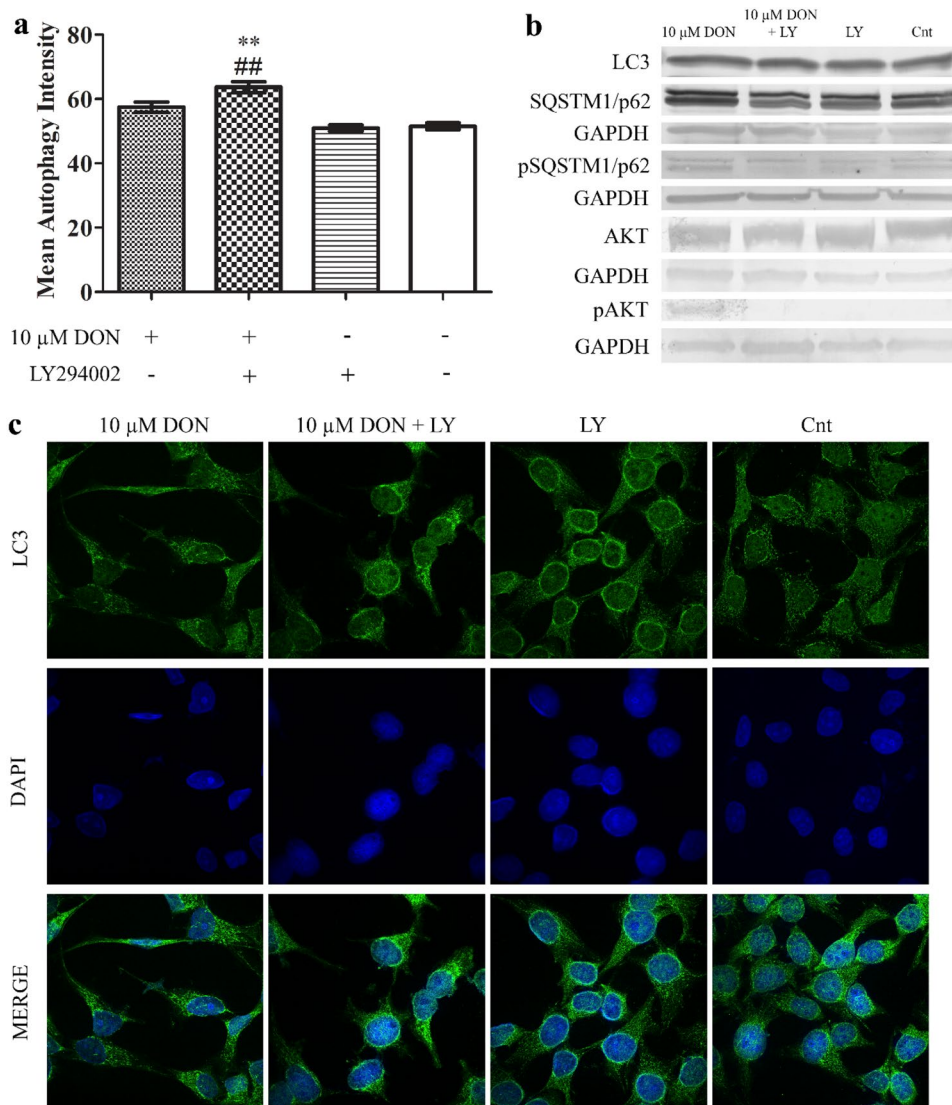 a
**
##
80
60
40
20
0
Mean Autophagy Intensity
10 μM DON + + - -
LY294002 - + + -
b
10 μM DON
10 μM DON
+ LY
LY
Cnt
LC3
SQSTM1/p62
GAPDH
pSQSTM1/p62
GAPDH
AKT
GAPDH
pAKT
GAPDH
c
10 μM DON
10 μM DON + LY
LY
Cnt
LC3
DAPI
MERGE